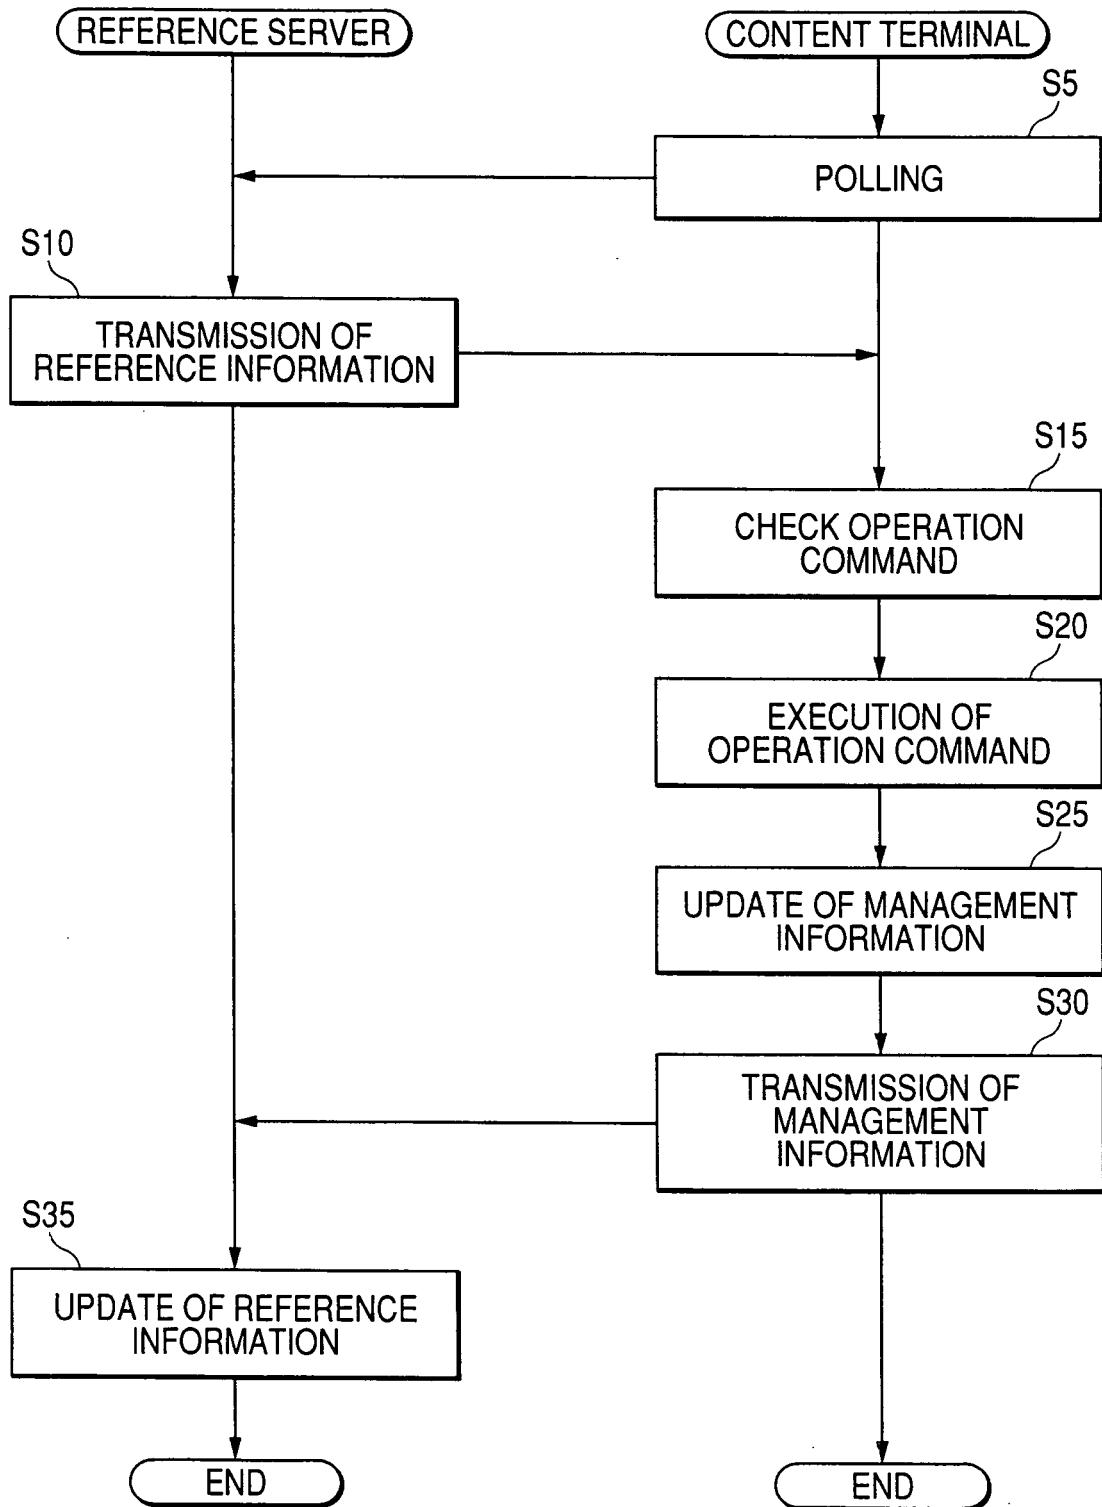 REFERENCE SERVER
CONTENT TERMINAL
S5
POLLING
S10
TRANSMISSION OF
REFERENCE INFORMATION
S15
CHECK OPERATION
COMMAND
S20
EXECUTION OF
OPERATION COMMAND
S25
UPDATE OF MANAGEMENT
INFORMATION
S30
TRANSMISSION OF
MANAGEMENT
INFORMATION
S35
UPDATE OF REFERENCE
INFORMATION
END
END